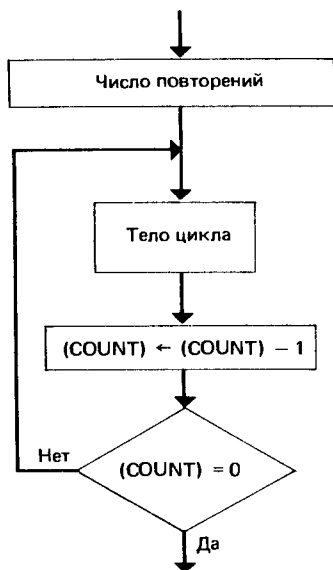 Число повторений
Тело цикла
(COUNT) ← (COUNT) − 1
(COUNT) = 0
Нет
Да